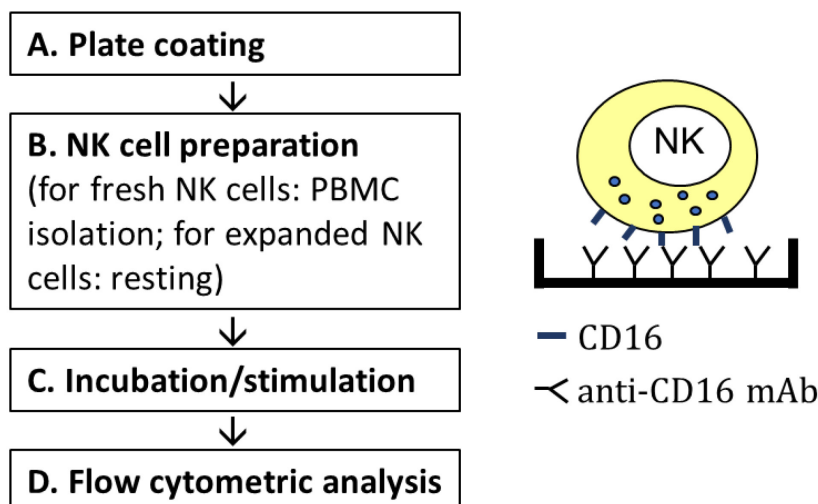 A. Plate coating
B. NK cell preparation
(for fresh NK cells: PBMC
isolation; for expanded NK
cells: resting)
C. Incubation/stimulation
D. Flow cytometric analysis
NK
CD16
anti-CD16 mAb